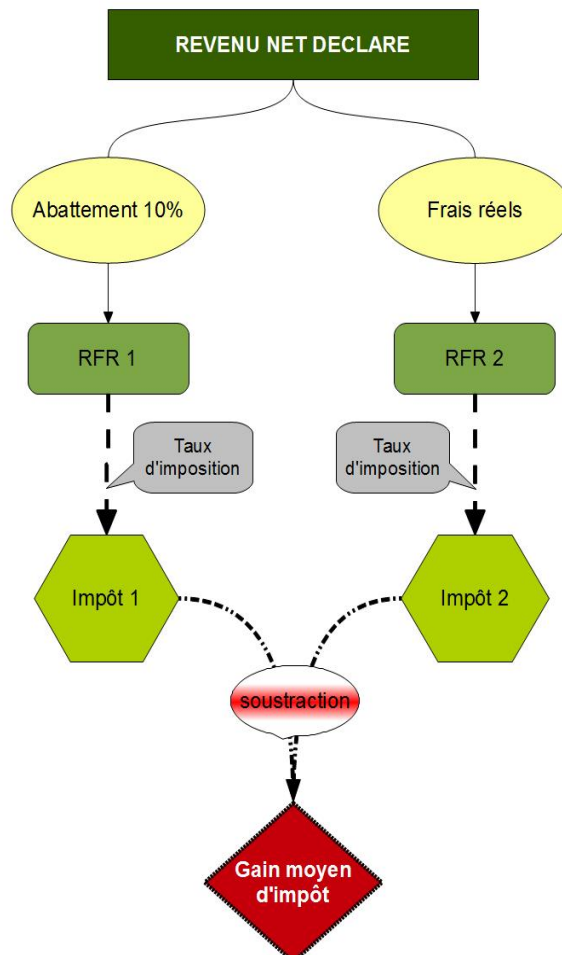 REVENU NET DECLARE
Abattement 10%
Frais réels
RFR 1
RFR 2
Taux
d'imposition
Taux
d'imposition
Impôt 1
Impôt 2
soustraction
Gain moyen
d'impôt